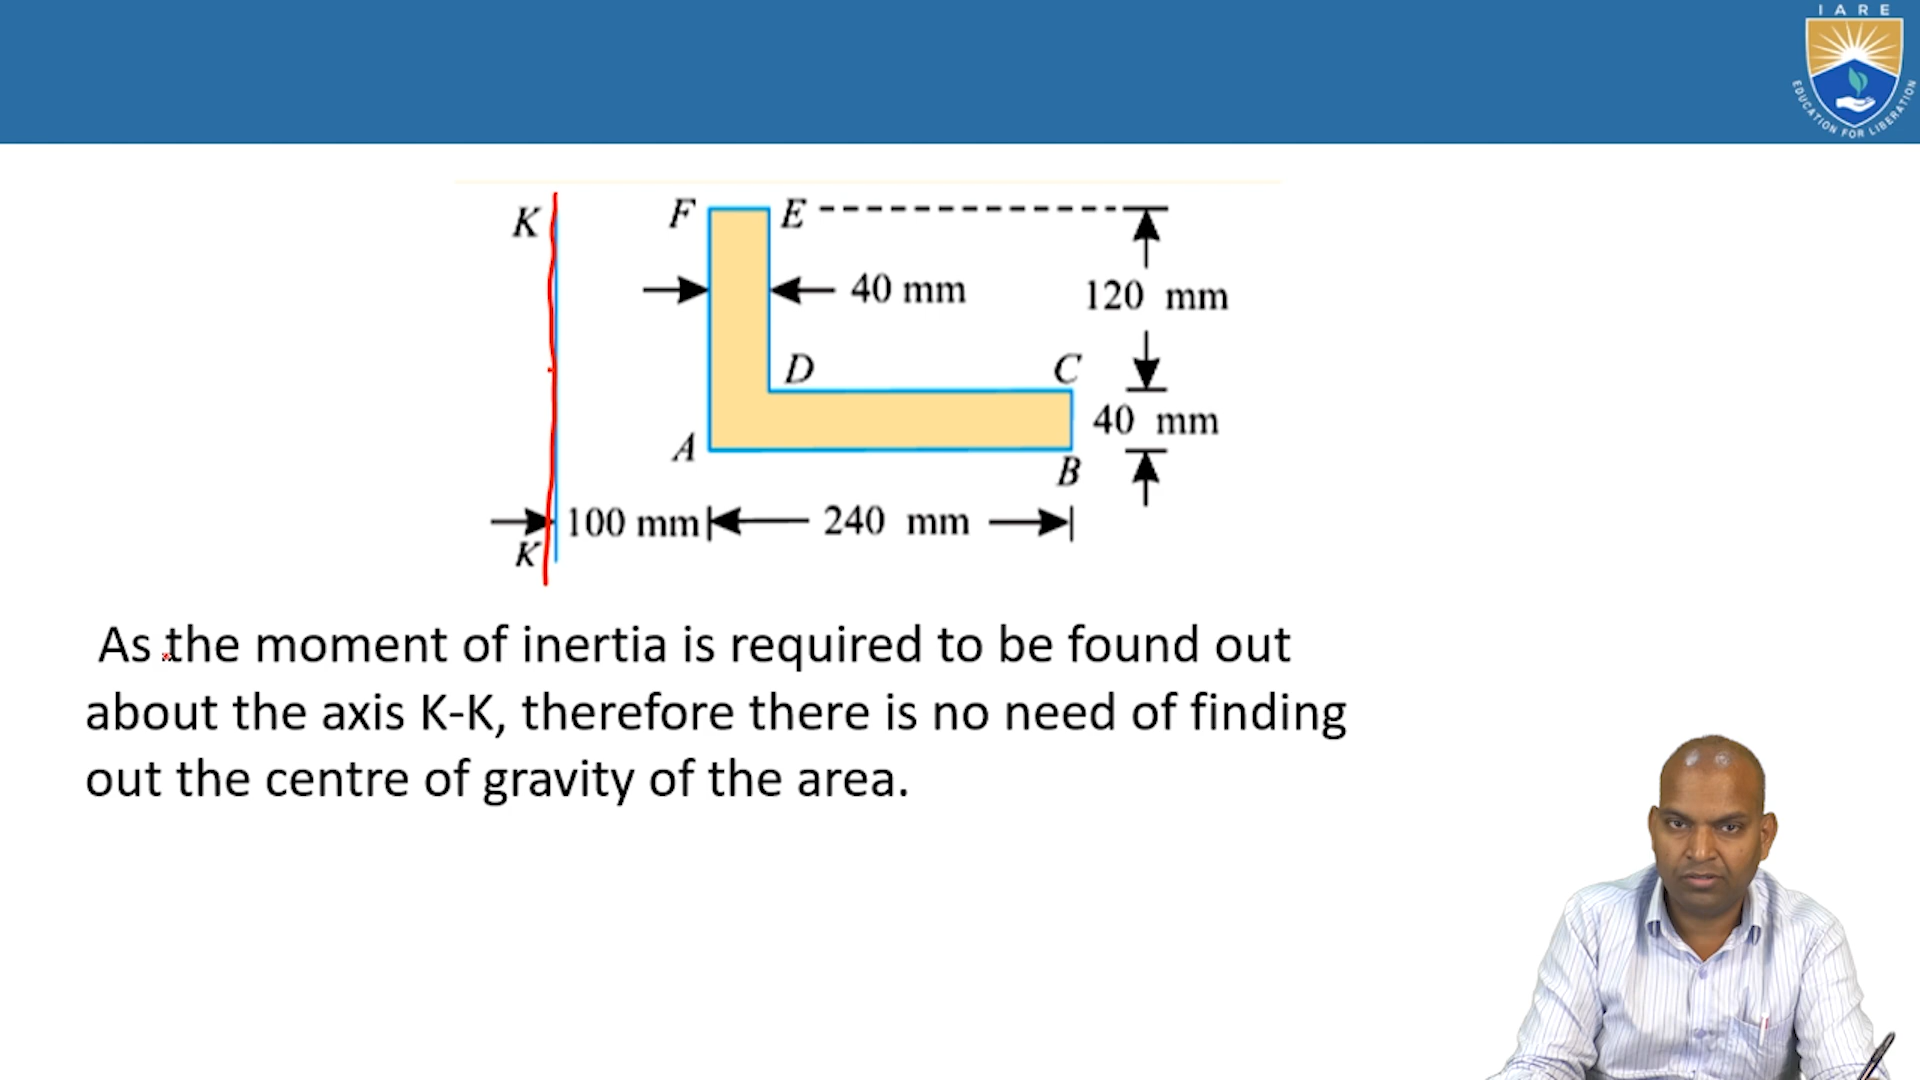 IARE
EDUCATION FOR LIBERATION
K
F
E
40 mm
120 mm
D
C
A
40 mm
B
100 mm
240 mm
K
As the moment of inertia is required to be found out
about the axis K-K, therefore there is no need of finding
out the centre of gravity of the area.